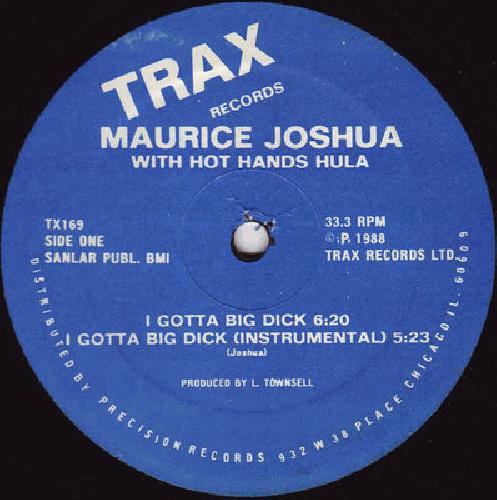 TRAX
RECORDS
MAURICE JOSHUA
WITH HOT HANDS HULA
TX169
SIDE ONE
SANLAR PUBL. BMI
33.3 RPM
© ℗ 1988
TRAX RECORDS LTD.
I GOTTA BIG DICK 6:20
I GOTTA BIG DICK (INSTRUMENTAL) 5:23
(Joshua)
PRODUCED BY L. TOWNSELL
DISTRIBUTED BY PRECISION RECORDS 932 W 38 PLACE CHICAGO IL. 60609